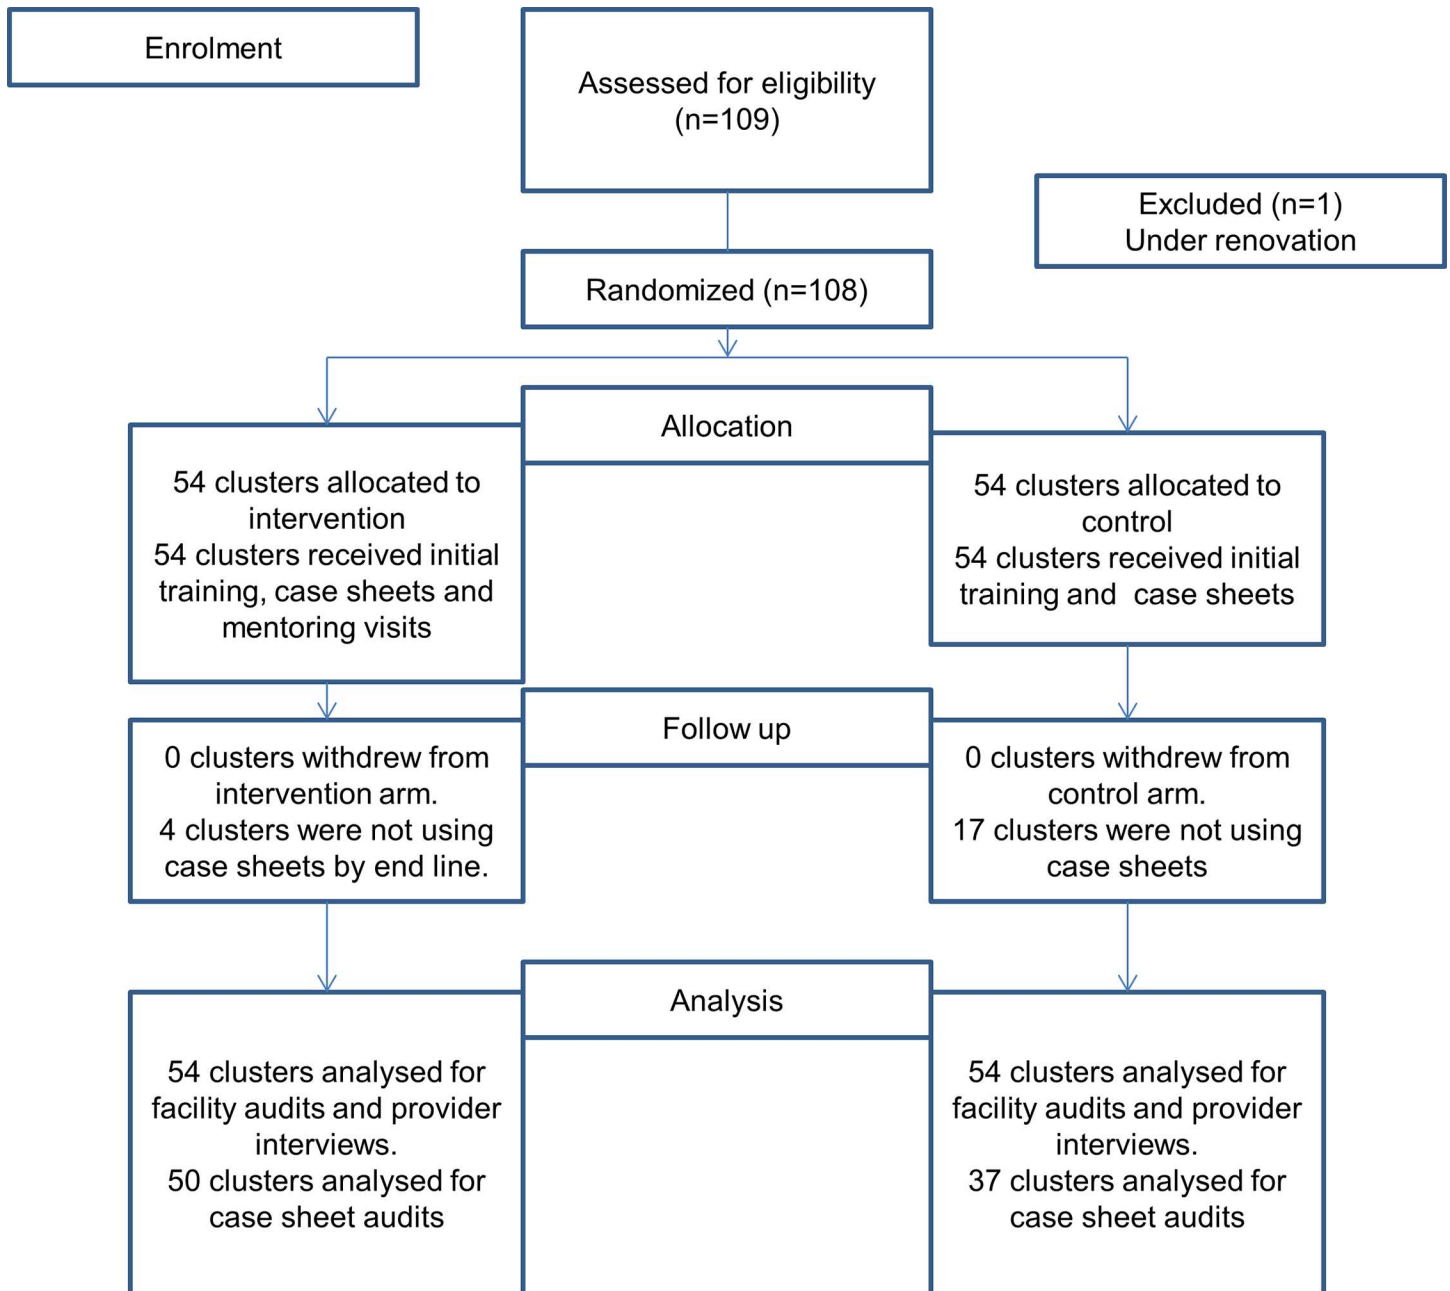 Enrolment
Assessed for eligibility
(n=109)
Excluded (n=1)
Under renovation
Randomized (n=108)
Allocation
54 clusters allocated to
intervention
54 clusters received initial
training, case sheets and
mentoring visits
54 clusters allocated to
control
54 clusters received initial
training and  case sheets
Follow up
0 clusters withdrew from
intervention arm.
4 clusters were not using
case sheets by end line.
0 clusters withdrew from
control arm.
17 clusters were not using
case sheets
Analysis
54 clusters analysed for
facility audits and provider
interviews.
50 clusters analysed for
case sheet audits
54 clusters analysed for
facility audits and provider
interviews.
37 clusters analysed for
case sheet audits